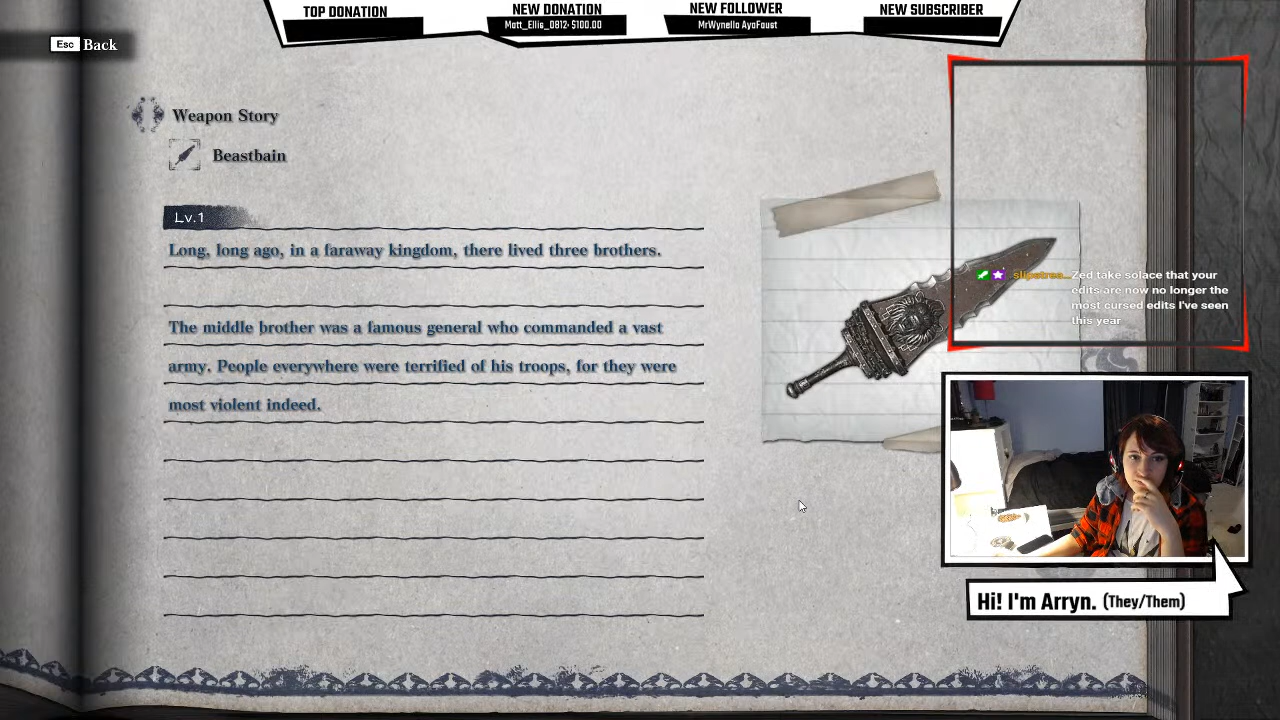 TOP DONATION
NEW DONATION
Matt_Ellis_0812: $100.00
NEW FOLLOWER
MrWynello AyoFaust
NEW SUBSCRIBER
Esc Back
Weapon Story
Beastbain
Lv.1
Long, long ago, in a faraway kingdom, there lived three brothers.
The middle brother was a famous general who commanded a vast
army. People everywhere were terrified of his troops, for they were
most violent indeed.
slipstrea... Zed take solace that your
edits are now no longer the
most cursed edits I've seen
this year
Hi! I'm Arryn. (They/Them)